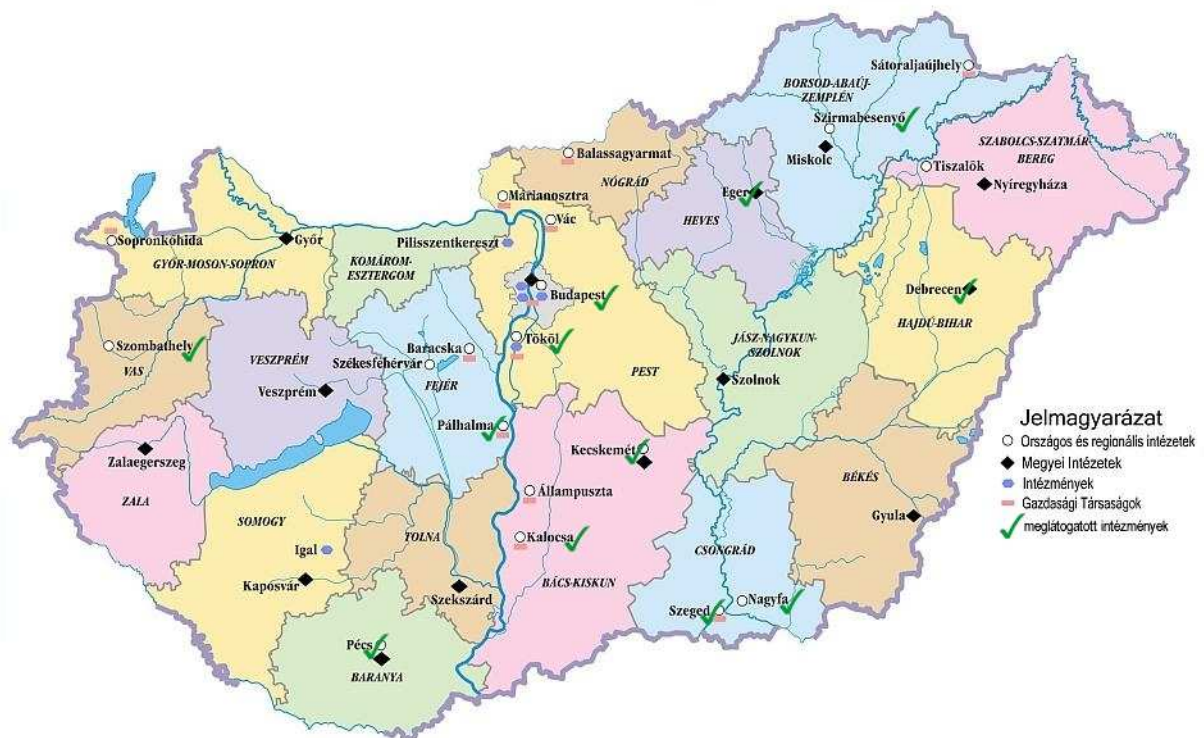 Sátoraljaújhely
BORSOD-ABAÚJ-
ZEMPLÉN
Szirmabesenyő
Miskolc
SZABOLCS-SZATMÁR-
BEREG
Tiszalök
Nyíregyháza
Balassagyarmat
NÓGRÁD
Márianosztra
Vác
Eger
HEVES
Sopronkőhida
Győr
GYŐR-MOSON-SOPRON
Pilisszentkereszt
KOMÁROM-
ESZTERGOM
Budapest
Debrecen
HAJDÚ-BIHAR
Szombathely
VAS
VESZPRÉM
Veszprém
Baracska
Székesfehérvár
FEJÉR
Tököl
PEST
JÁSZ-NAGYKUN-
SZOLNOK
Szolnok
Pálhalma
Kecskemét
Zalaegerszeg
ZALA
Állampuszta
Kalocsa
BÁCS-KISKUN
SOMOGY
Igal
Kaposvár
TOLNA
Szekszárd
CSONGRÁD
Szeged
Nagyfa
BÉKÉS
Gyula
Pécs
BARANYA
Jelmagyarázat
Országos és regionális intézetek
Megyei Intézetek
Intézmények
Gazdasági Társaságok
meglátogatott intézmények